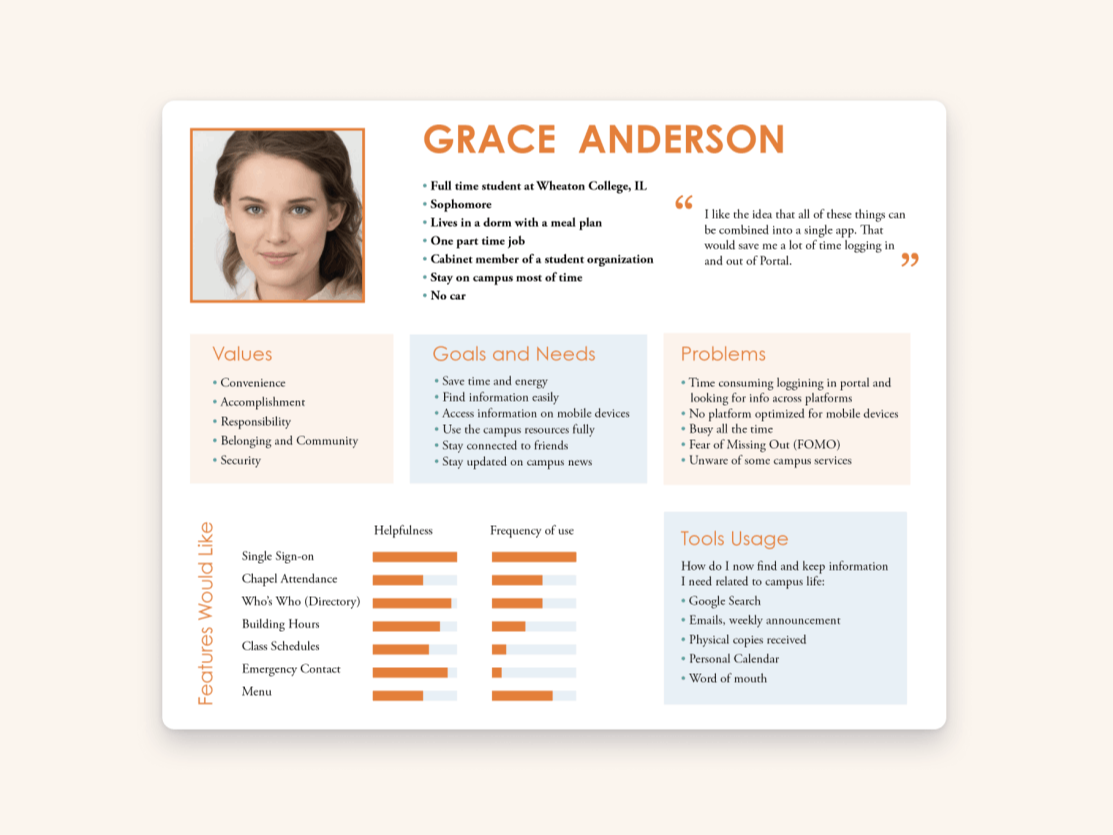 GRACE ANDERSON
• Full time student at Wheaton College, IL
• Sophomore
• Lives in a dorm with a meal plan
• One part time job
• Cabinet member of a student organization
• Stay on campus most of time
• No car
“ I like the idea that all of these things can
be combined into a single app. That
would save me a lot of time logging in
and out of Portal. ”
Values
• Convenience
• Accomplishment
• Responsibility
• Belonging and Community
• Security
Goals and Needs
• Save time and energy
• Find information easily
• Access information on mobile devices
• Use the campus resources fully
• Stay connected to friends
• Stay updated on campus news
Problems
• Time consuming loggining in portal and
looking for info across platforms
• No platform optimized for mobile devices
• Busy all the time
• Fear of Missing Out (FOMO)
• Unware of some campus services
Features Would Like
Helpfulness Frequency of use
Single Sign-on
Chapel Attendance
Who's Who (Directory)
Building Hours
Class Schedules
Emergency Contact
Menu
Tools Usage
How do I now find and keep information
I need related to campus life:
• Google Search
• Emails, weekly announcement
• Physical copies received
• Personal Calendar
• Word of mouth